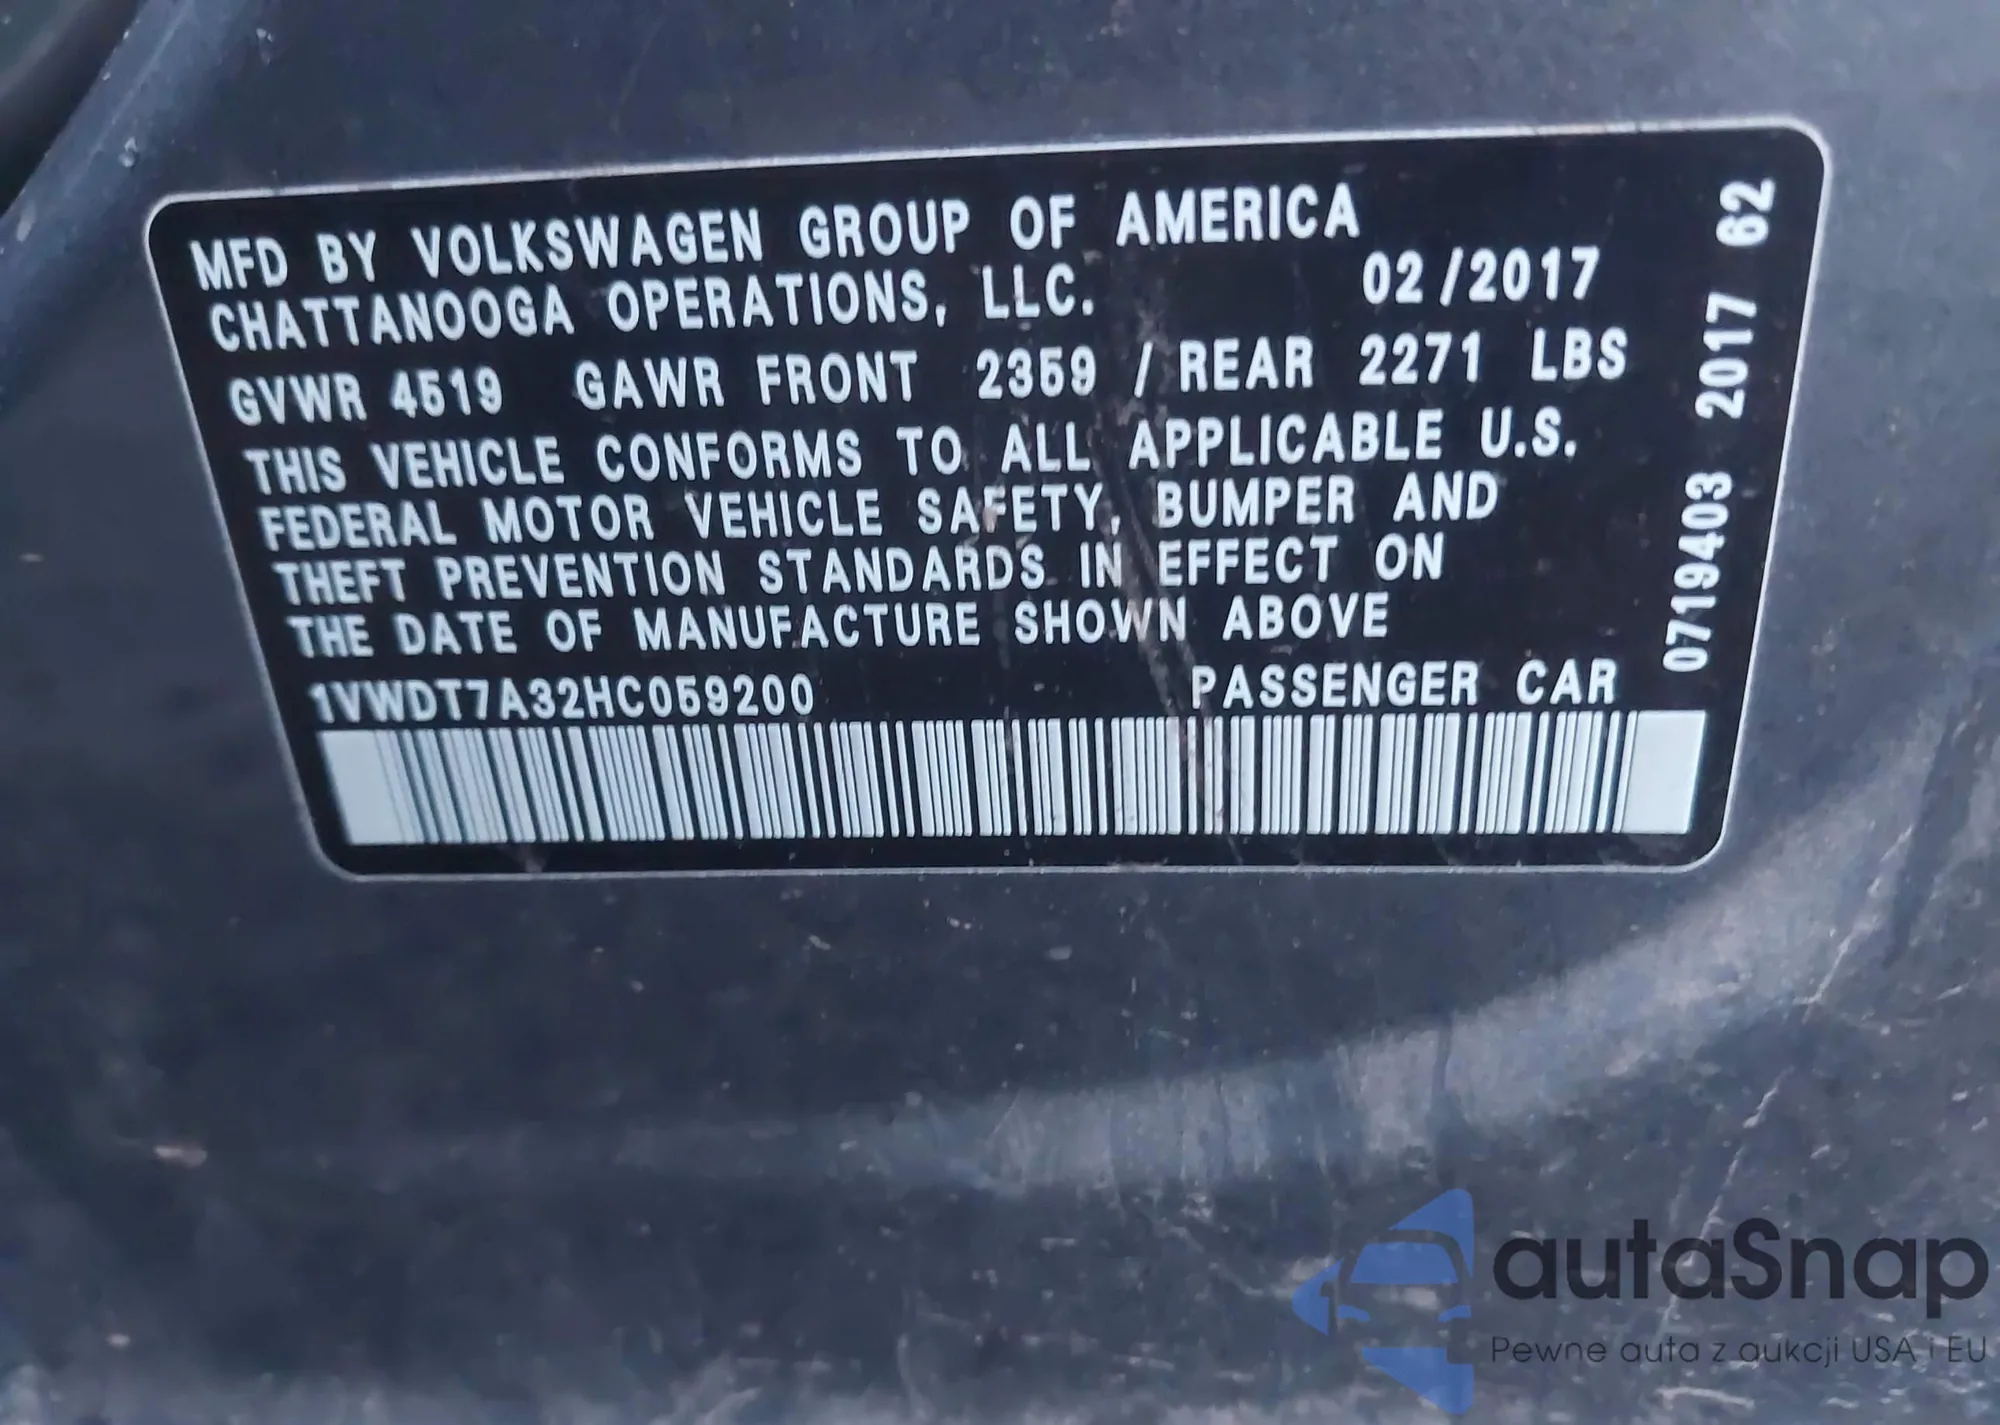 MFD BY VOLKSWAGEN GROUP OF AMERICA
CHATTANOOGA OPERATIONS, LLC. 02/2017
GVWR 4519 GAWR FRONT 2359 / REAR 2271 LBS
THIS VEHICLE CONFORMS TO ALL APPLICABLE U.S.
FEDERAL MOTOR VEHICLE SAFETY, BUMPER AND
THEFT PREVENTION STANDARDS IN EFFECT ON
THE DATE OF MANUFACTURE SHOWN ABOVE
1VWDT7A32HC059200 PASSENGER CAR
0719403 2017 62
autaSnap
Pewne auta z aukcji USA i EU